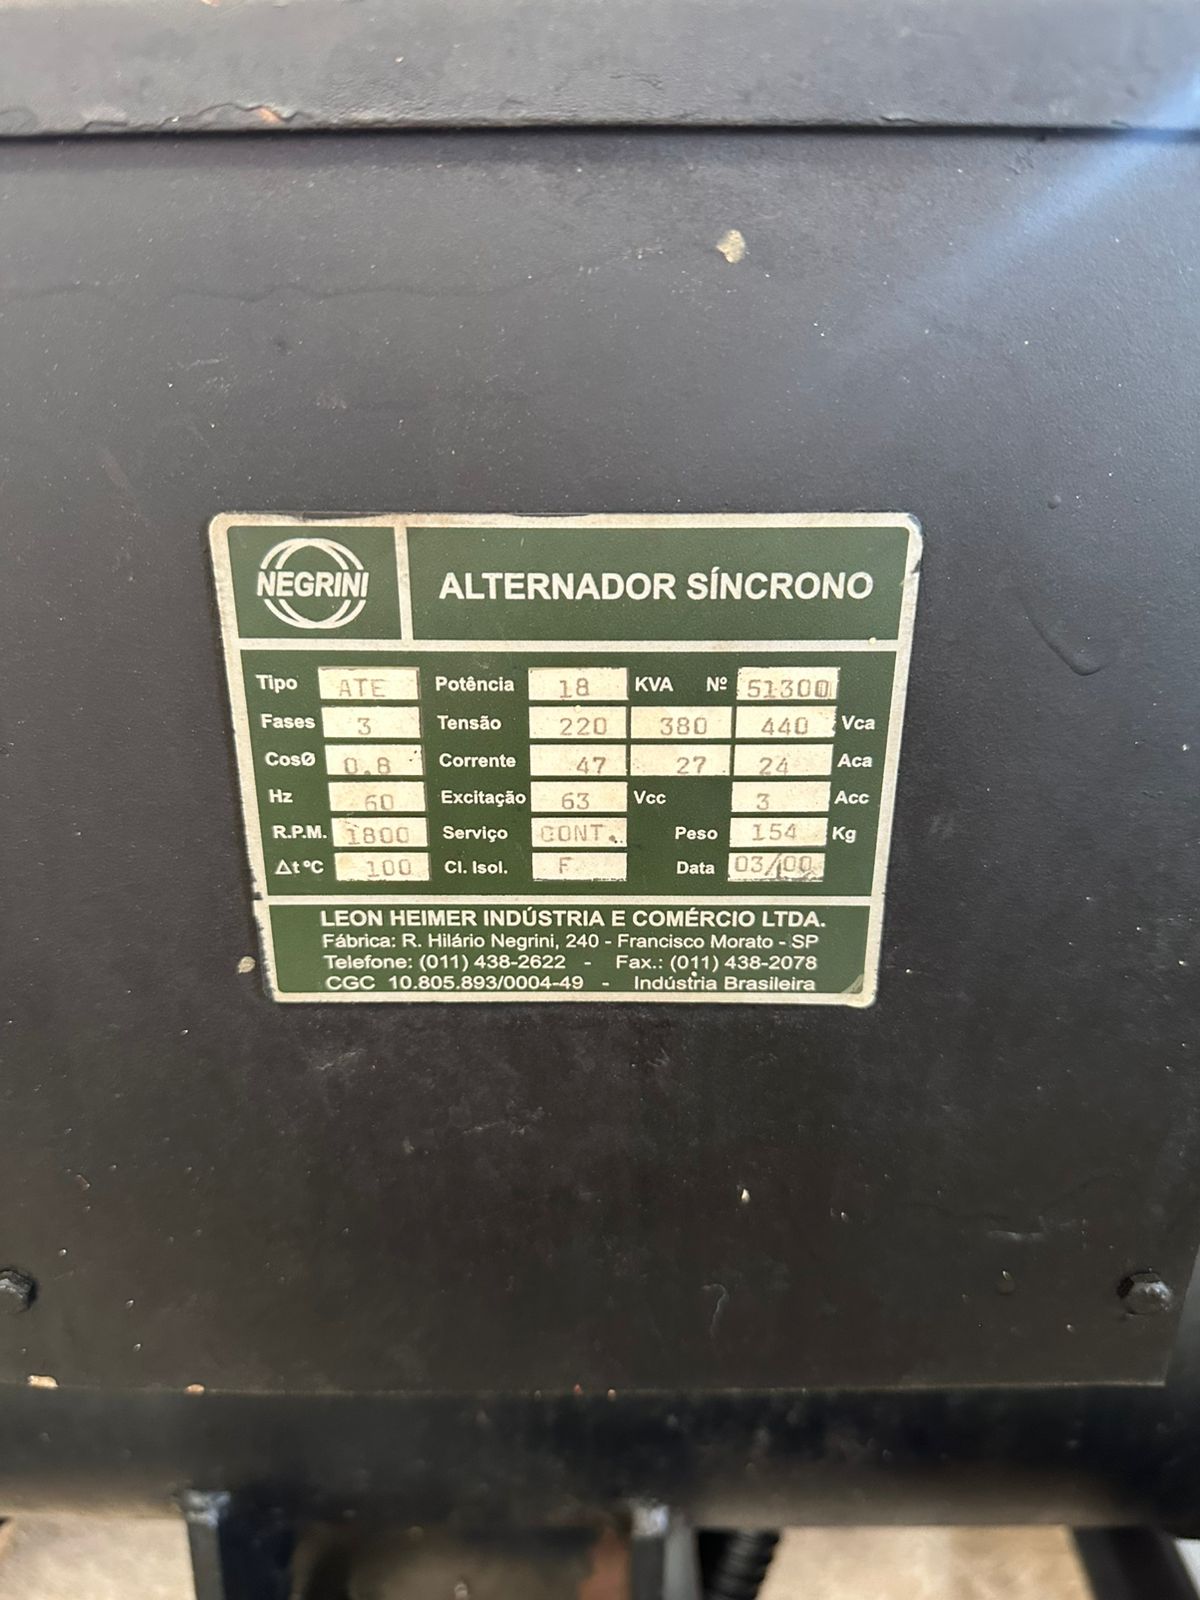 NEGRINI
ALTERNADOR SÍNCRONO
Tipo ATE Potência 18 KVA Nº 51300
Fases 3 Tensão 220 380 440 Vca
CosØ 0.8 Corrente 47 27 24 Aca
Hz 60 Excitação 63 Vcc 3 Acc
R.P.M. 1800 Serviço CONT. Peso 154 Kg
Δt ºC 100 Cl. Isol. F Data 03/00
LEON HEIMER INDÚSTRIA E COMÉRCIO LTDA.
Fábrica: R. Hilário Negrini, 240 - Francisco Morato - SP
Telefone: (011) 438-2622 - Fax.: (011) 438-2078
CGC 10.805.893/0004-49 - Indústria Brasileira